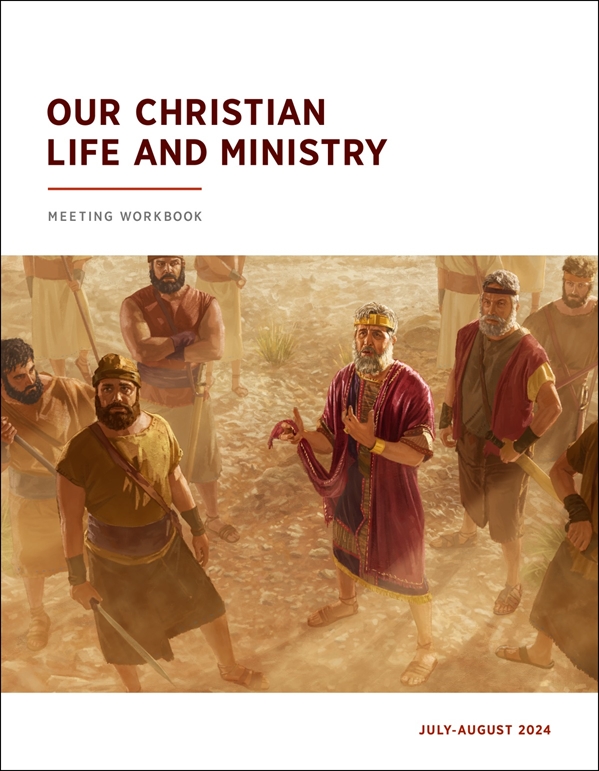 OUR CHRISTIAN
LIFE AND MINISTRY
MEETING WORKBOOK
JULY-AUGUST 2024